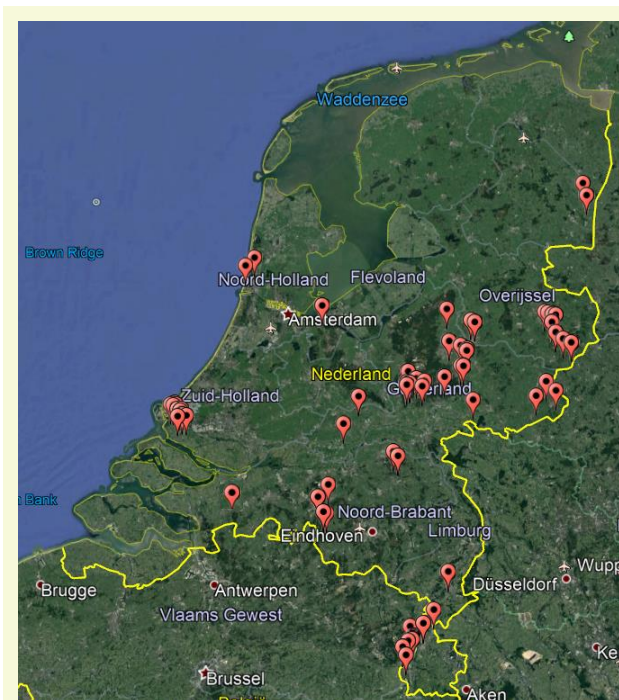 Waddenzee
Brown Ridge
Noord-Holland
Flevoland
Overijssel
Amsterdam
Nederland
Zuid-Holland
Bank
Noord-Brabant
Eindhoven
Limburg
Brugge
Antwerpen
Düsseldorf
Wupp
Vlaams Gewest
Ke
Brussel
Aken